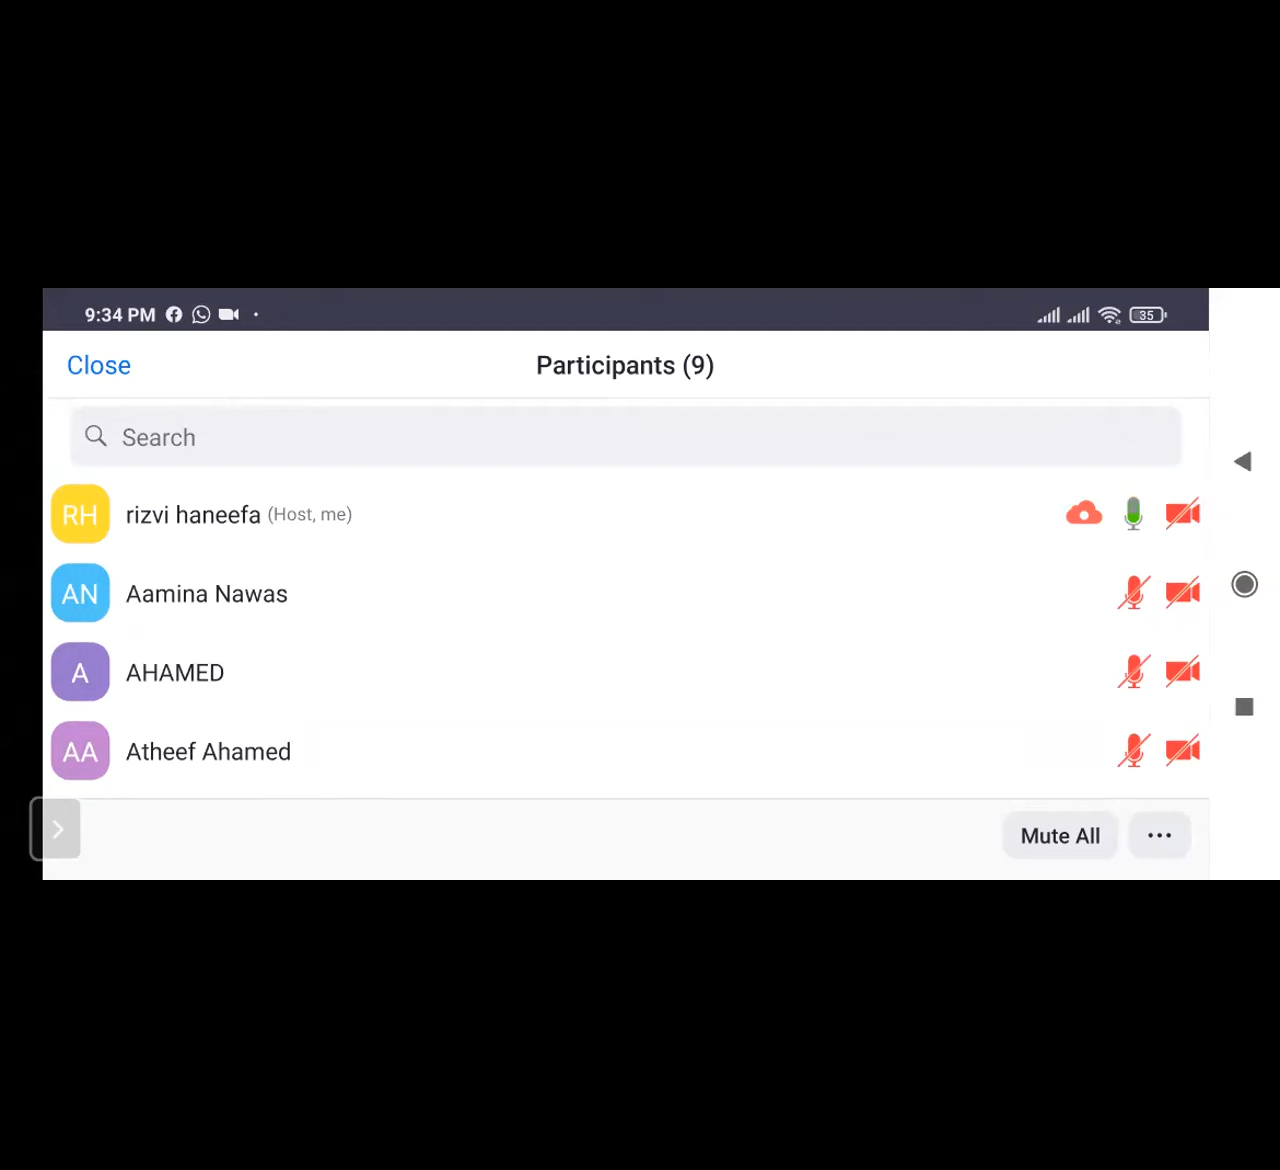 9:34 PM
35
Close
Participants (9)
Search
RH
rizvi haneefa (Host, me)
AN
Aamina Nawas
A
AHAMED
AA
Atheef Ahamed
Mute All